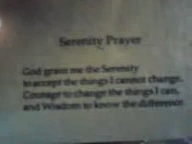 Serenity Prayer
God grant me the Serenity
to accept the things I cannot change,
Courage to change the things I can,
and Wisdom to know the difference